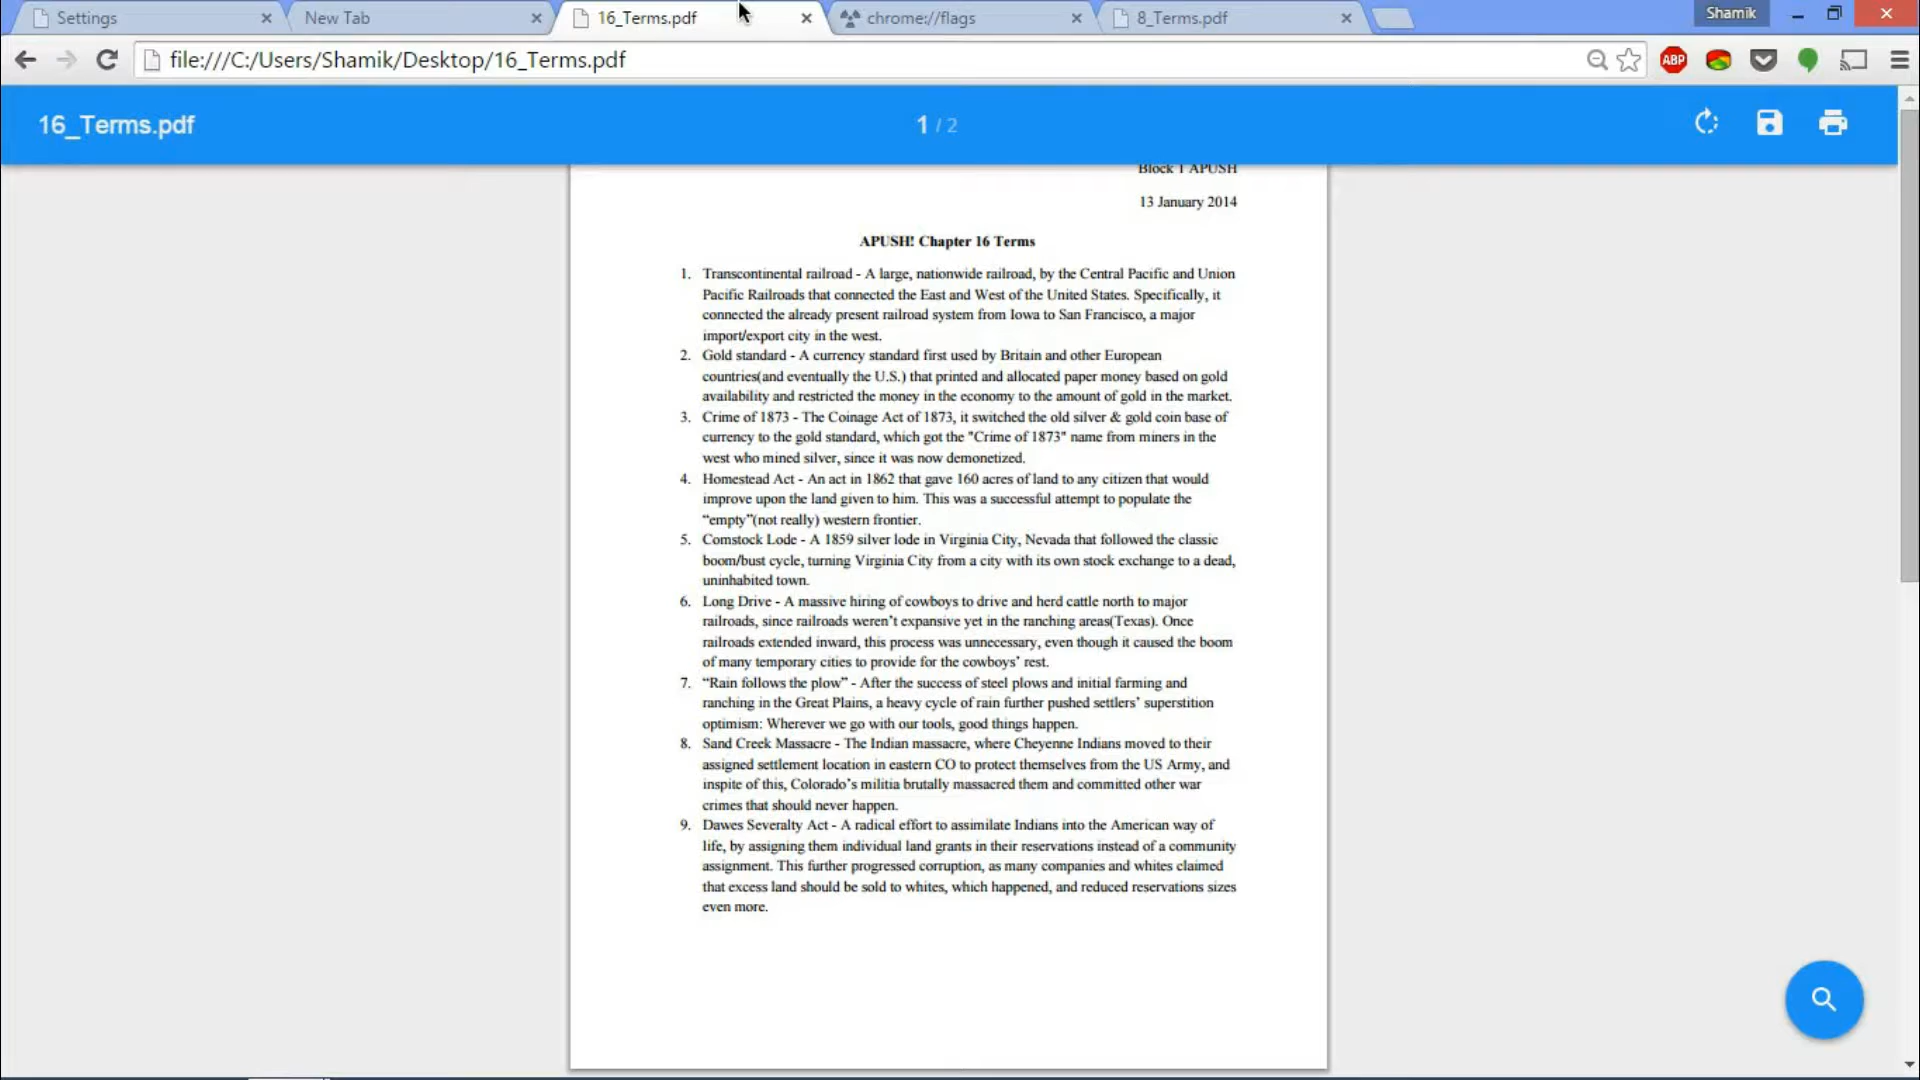 Settings
New Tab
16_Terms.pdf
chrome://flags
8_Terms.pdf
Shamik
file:///C:/Users/Shamik/Desktop/16_Terms.pdf
ABP
16_Terms.pdf
1 / 2
Block 1 APUSH
13 January 2014
APUSH! Chapter 16 Terms
1. Transcontinental railroad - A large, nationwide railroad, by the Central Pacific and Union
Pacific Railroads that connected the East and West of the United States. Specifically, it
connected the already present railroad system from Iowa to San Francisco, a major
import/export city in the west.
2. Gold standard - A currency standard first used by Britain and other European
countries(and eventually the U.S.) that printed and allocated paper money based on gold
availability and restricted the money in the economy to the amount of gold in the market.
3. Crime of 1873 - The Coinage Act of 1873, it switched the old silver & gold coin base of
currency to the gold standard, which got the "Crime of 1873" name from miners in the
west who mined silver, since it was now demonetized.
4. Homestead Act - An act in 1862 that gave 160 acres of land to any citizen that would
improve upon the land given to him. This was a successful attempt to populate the
“empty”(not really) western frontier.
5. Comstock Lode - A 1859 silver lode in Virginia City, Nevada that followed the classic
boom/bust cycle, turning Virginia City from a city with its own stock exchange to a dead,
uninhabited town.
6. Long Drive - A massive hiring of cowboys to drive and herd cattle north to major
railroads, since railroads weren’t expansive yet in the ranching areas(Texas). Once
railroads extended inward, this process was unnecessary, even though it caused the boom
of many temporary cities to provide for the cowboys’ rest.
7. “Rain follows the plow” - After the success of steel plows and initial farming and
ranching in the Great Plains, a heavy cycle of rain further pushed settlers’ superstition
optimism: Wherever we go with our tools, good things happen.
8. Sand Creek Massacre - The Indian massacre, where Cheyenne Indians moved to their
assigned settlement location in eastern CO to protect themselves from the US Army, and
inspite of this, Colorado’s militia brutally massacred them and committed other war
crimes that should never happen.
9. Dawes Severalty Act - A radical effort to assimilate Indians into the American way of
life, by assigning them individual land grants in their reservations instead of a community
assignment. This further progressed corruption, as many companies and whites claimed
that excess land should be sold to whites, which happened, and reduced reservations sizes
even more.